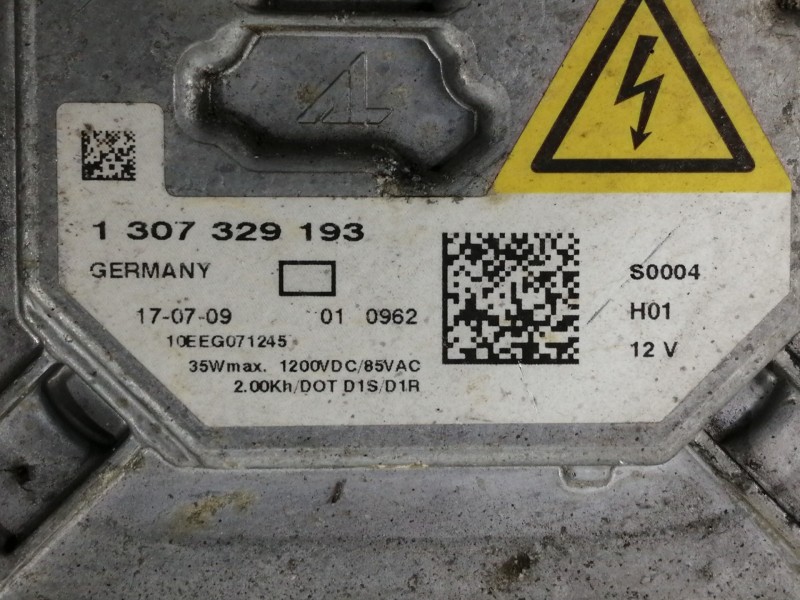 AL
1 307 329 193
GERMANY
S0004
17-07-09 01 0962
H01
10EEG071245
12 V
35Wmax. 1200VDC/85VAC
2.00Kh/DOT D1S/D1R